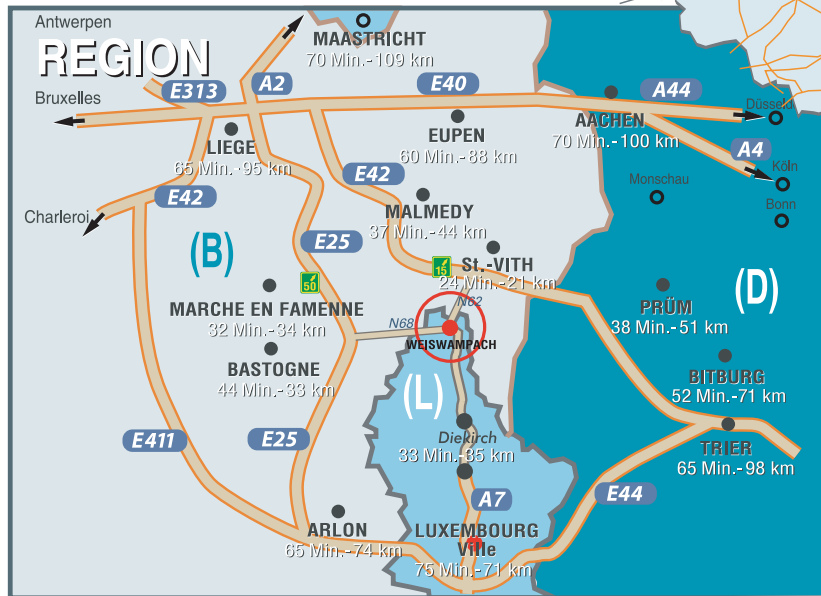 Antwerpen
REGION
MAASTRICHT
70 Min.-109 km
E313
A2
E40
A44
Bruxelles
Düsseld
LIEGE
65 Min.-95 km
EUPEN
60 Min.-88 km
AACHEN
70 Min.-100 km
A4
Köln
E42
E42
Monschau
Charleroi
MALMEDY
37 Min.-44 km
Bonn
(B)
E25
St.-VITH
24 Min.-21 km
15
50
N62
MARCHE EN FAMENNE
32 Min.-34 km
PRÜM
38 Min.-51 km
(D)
N68
WEISWAMPACH
BASTOGNE
44 Min.-33 km
BITBURG
52 Min.-71 km
(L)
E411
E25
Diekirch
33 Min.-35 km
TRIER
65 Min.-98 km
A7
E44
ARLON
65 Min.-74 km
LUXEMBOURG
Ville
75 Min.-71 km